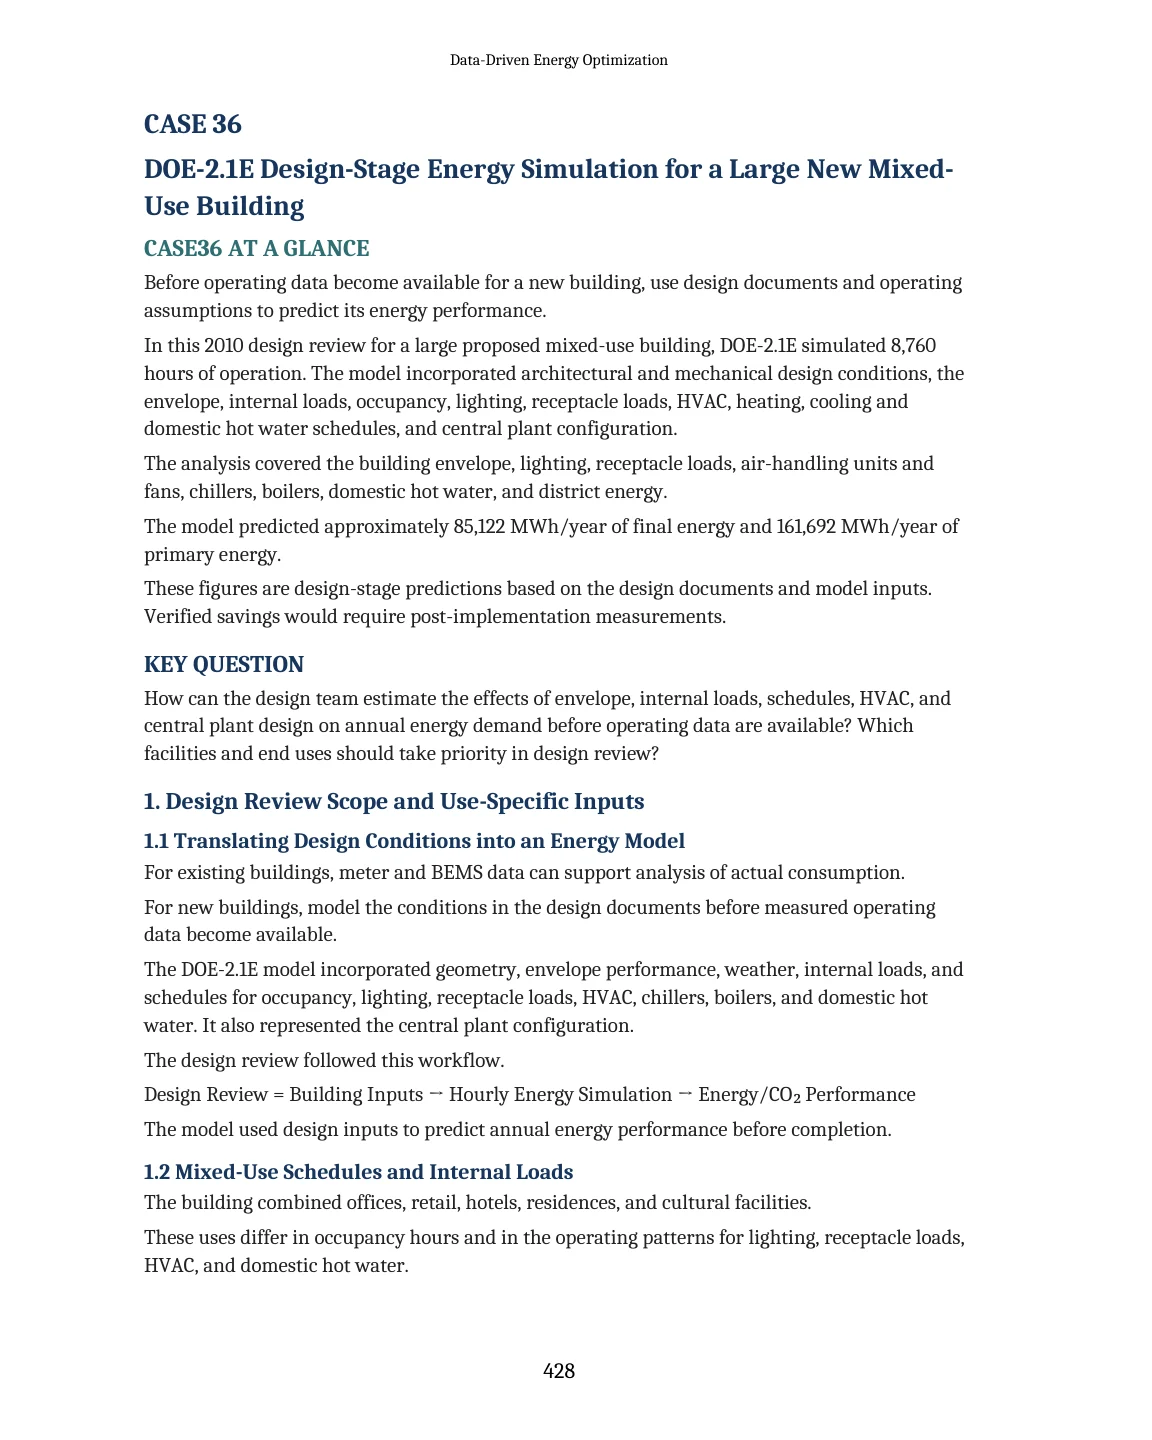 Data-Driven Energy Optimization
CASE 36
DOE-2.1E Design-Stage Energy Simulation for a Large New Mixed-
Use Building
CASE36 AT A GLANCE
Before operating data become available for a new building, use design documents and operating
assumptions to predict its energy performance.
In this 2010 design review for a large proposed mixed-use building, DOE-2.1E simulated 8,760
hours of operation. The model incorporated architectural and mechanical design conditions, the
envelope, internal loads, occupancy, lighting, receptacle loads, HVAC, heating, cooling and
domestic hot water schedules, and central plant configuration.
The analysis covered the building envelope, lighting, receptacle loads, air-handling units and
fans, chillers, boilers, domestic hot water, and district energy.
The model predicted approximately 85,122 MWh/year of final energy and 161,692 MWh/year of
primary energy.
These figures are design-stage predictions based on the design documents and model inputs.
Verified savings would require post-implementation measurements.
KEY QUESTION
How can the design team estimate the effects of envelope, internal loads, schedules, HVAC, and
central plant design on annual energy demand before operating data are available? Which
facilities and end uses should take priority in design review?
1. Design Review Scope and Use-Specific Inputs
1.1 Translating Design Conditions into an Energy Model
For existing buildings, meter and BEMS data can support analysis of actual consumption.
For new buildings, model the conditions in the design documents before measured operating
data become available.
The DOE-2.1E model incorporated geometry, envelope performance, weather, internal loads, and
schedules for occupancy, lighting, receptacle loads, HVAC, chillers, boilers, and domestic hot
water. It also represented the central plant configuration.
The design review followed this workflow.
Design Review = Building Inputs → Hourly Energy Simulation → Energy/CO₂ Performance
The model used design inputs to predict annual energy performance before completion.
1.2 Mixed-Use Schedules and Internal Loads
The building combined offices, retail, hotels, residences, and cultural facilities.
These uses differ in occupancy hours and in the operating patterns for lighting, receptacle loads,
HVAC, and domestic hot water.
428